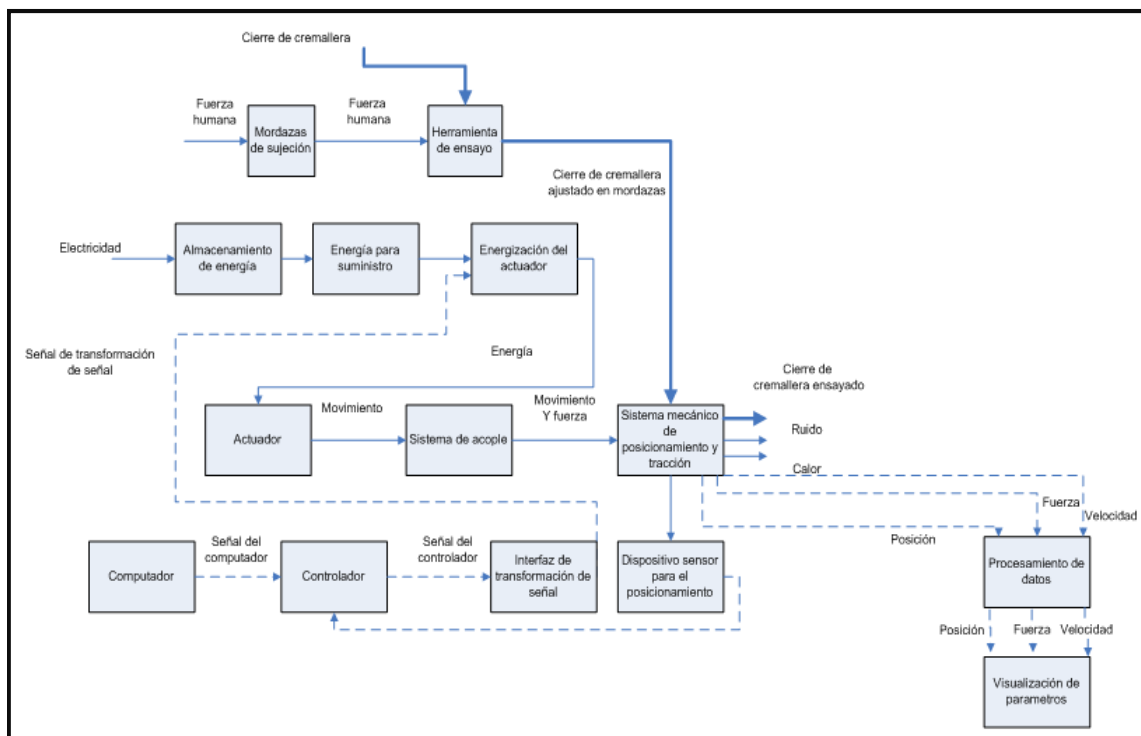 Cierre de cremallera
Fuerza
humana
Fuerza
humana
Mordazas
de sujeción
Herramienta
de ensayo
Cierre de cremallera
ajustado en mordazas
Electricidad
Almacenamiento
de energía
Energía para
suministro
Energización del
actuador
Señal de transformación
de señal
Energía
Movimiento
Movimiento
Y fuerza
Cierre de
cremallera ensayado
Actuador
Sistema de acople
Sistema mecánico
de
posicionamiento y
tracción
Ruido
Calor
Fuerza
Velocidad
Posición
Señal del
computador
Señal del
controlador
Computador
Controlador
Interfaz de
transformación de
señal
Dispositivo sensor
para el
posicionamiento
Procesamiento de
datos
Posición
Fuerza
Velocidad
Visualización de
parametros